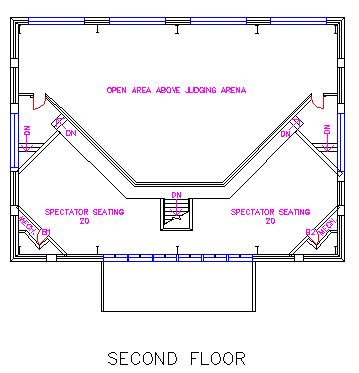 OPEN AREA ABOVE JUDGING ARENA
DN
DN
DN
DN
DN
SPECTATOR SEATING
20
SPECTATOR SEATING
20
B1
B2
SECOND FLOOR